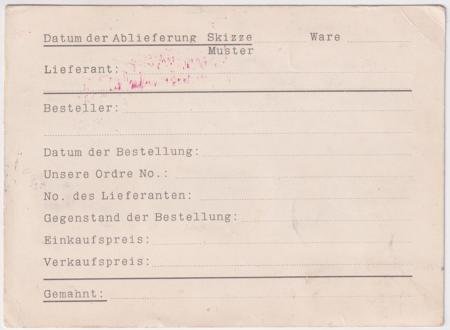 Datum der Ablieferung Skizze Ware
Muster
Lieferant:
Besteller:
Datum der Bestellung:
Unsere Ordre No.:
No. des Lieferanten:
Gegenstand der Bestellung:
Einkaufspreis:
Verkaufspreis:
Gemahnt: